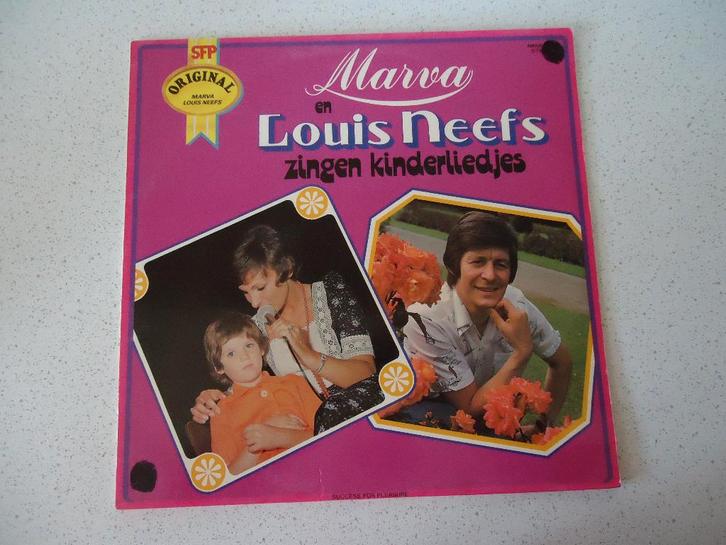 SFP
ORIGINAL
MARVA
LOUIS NEEFS
Marva
en
Louis Neefs
zingen kinderliedjes
SUCCESS FOR PLEASURE